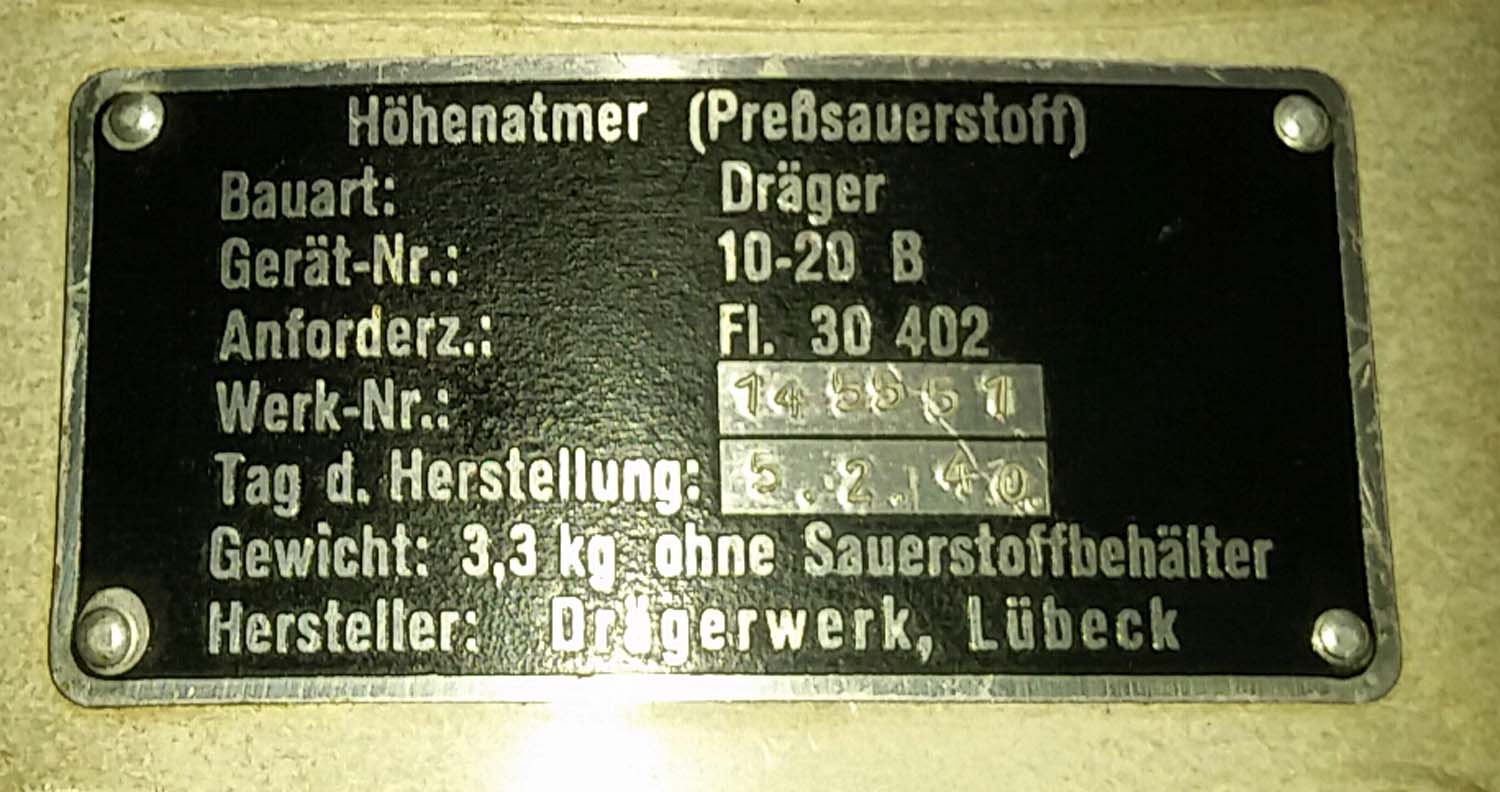 Höhenatmer (Preßsauerstoff)
Bauart: Dräger
Gerät-Nr.: 10-20 B
Anforderz.: Fl. 30 402
Werk-Nr.:
Tag d. Herstellung: 5.2.40
Gewicht: 3,3 kg ohne Sauerstoffbehälter
Hersteller: Drägerwerk, Lübeck